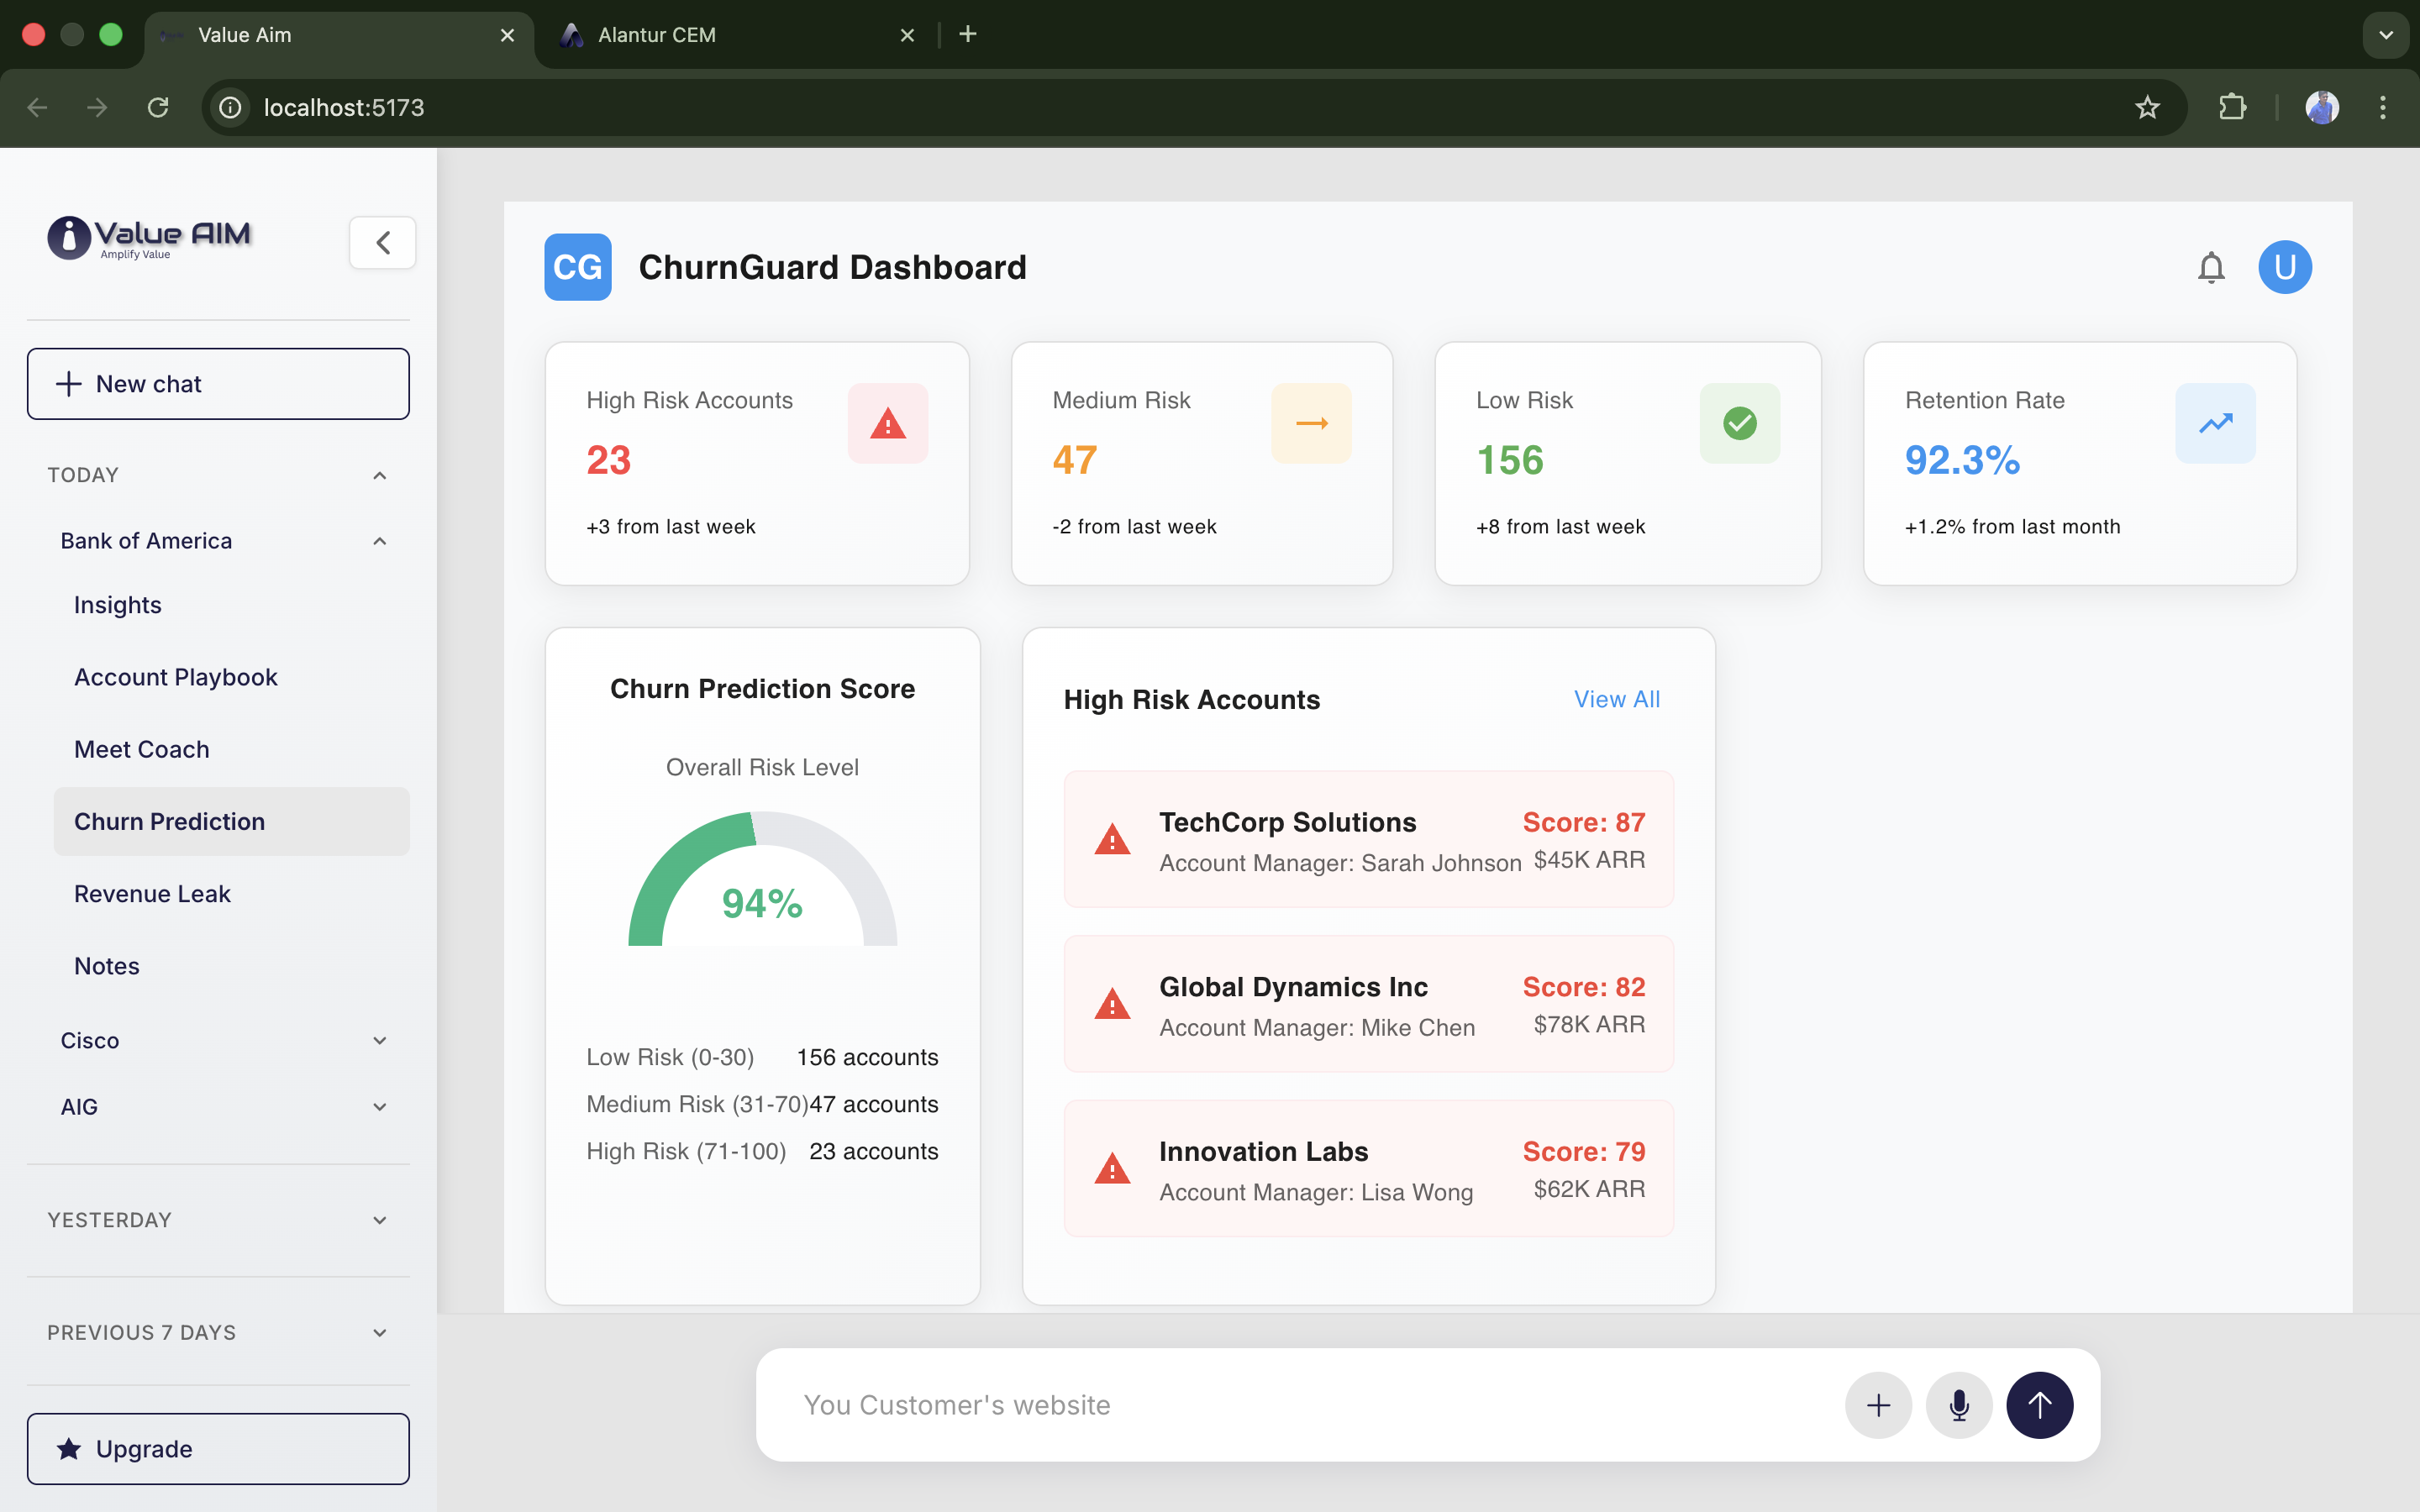 Value Aim
Alantur CEM
localhost:5173
Value AIM
Amplify Value
New chat
TODAY
Bank of America
Insights
Account Playbook
Meet Coach
Churn Prediction
Revenue Leak
Notes
Cisco
AIG
YESTERDAY
PREVIOUS 7 DAYS
Upgrade
CG
ChurnGuard Dashboard
U
High Risk Accounts
23
+3 from last week
Medium Risk
47
-2 from last week
Low Risk
156
+8 from last week
Retention Rate
92.3%
+1.2% from last month
Churn Prediction Score
Overall Risk Level
94%
Low Risk (0-30) 156 accounts
Medium Risk (31-70)47 accounts
High Risk (71-100) 23 accounts
High Risk Accounts View All
TechCorp Solutions Score: 87
Account Manager: Sarah Johnson $45K ARR
Global Dynamics Inc Score: 82
Account Manager: Mike Chen $78K ARR
Innovation Labs Score: 79
Account Manager: Lisa Wong $62K ARR
You Customer's website